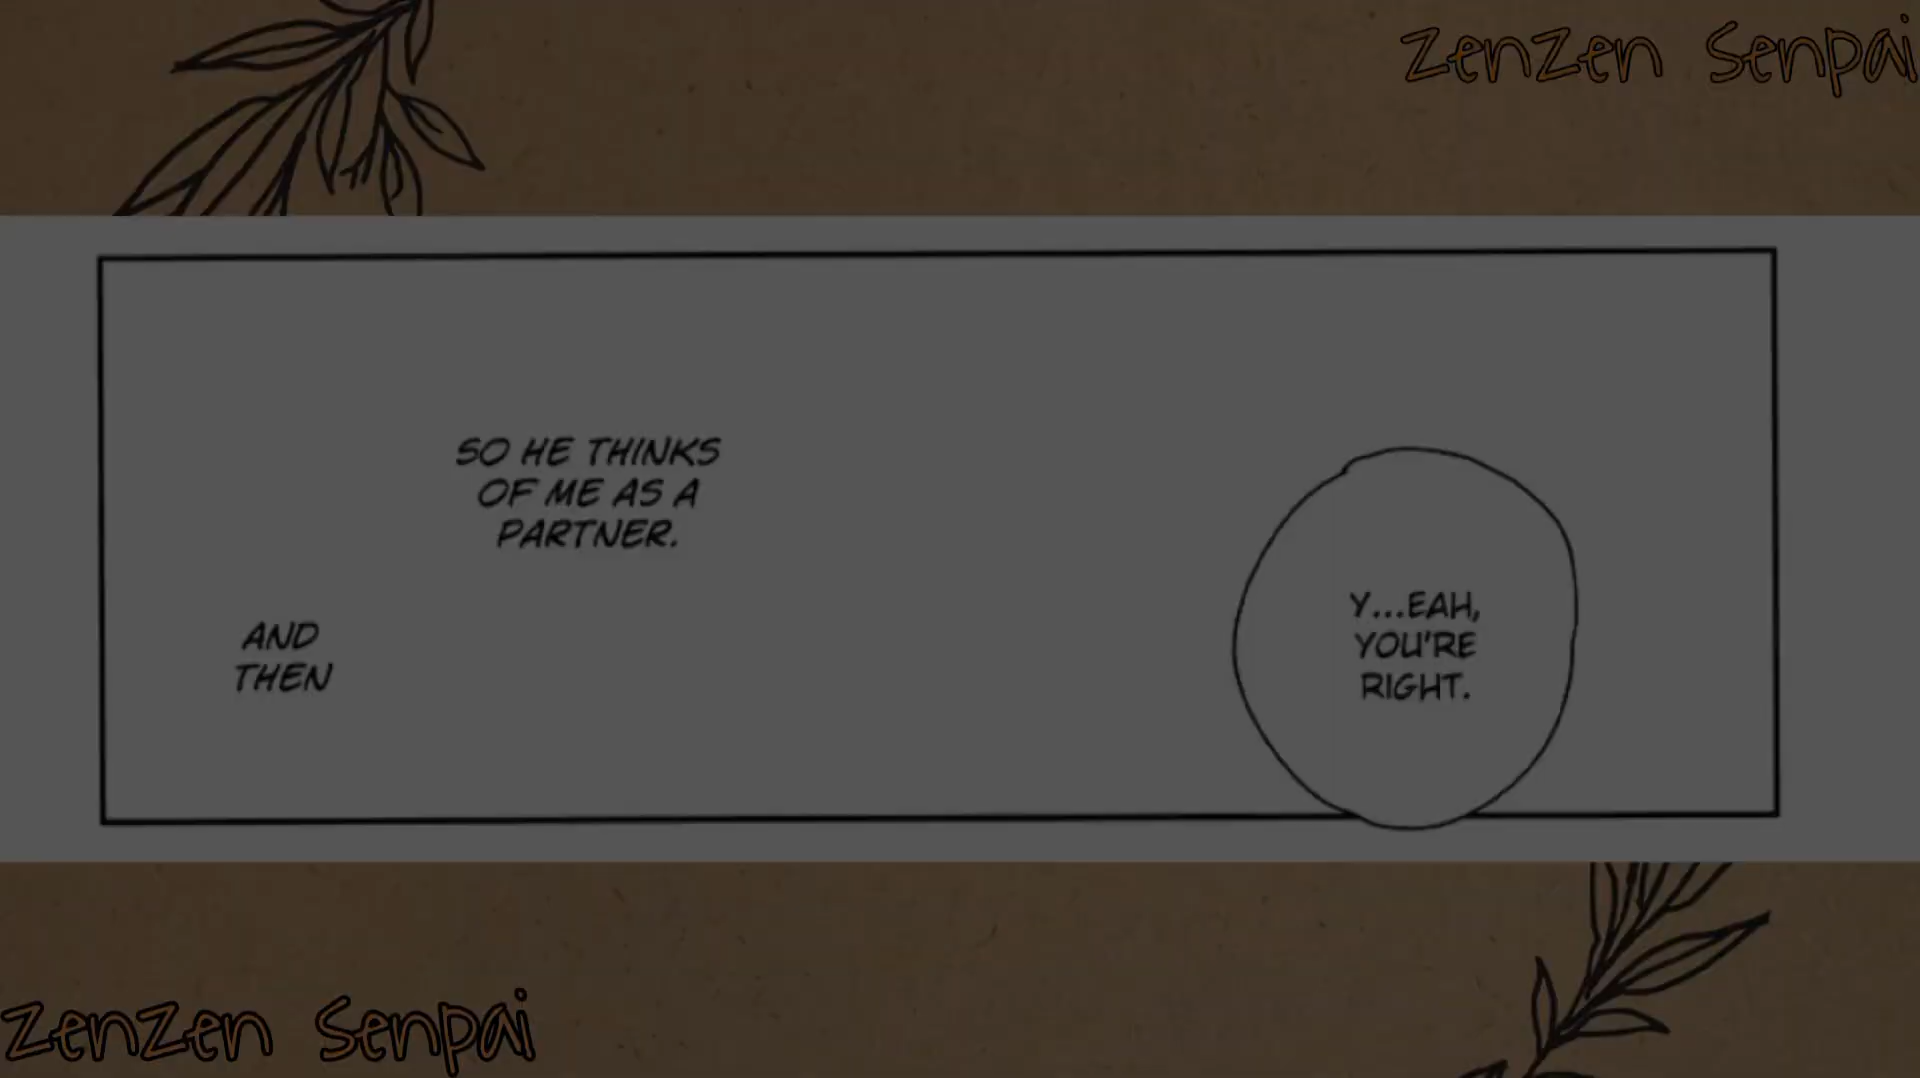 ZenZen Senpai
Y...EAH,
YOU'RE
RIGHT.
SO HE THINKS
OF ME AS A
PARTNER.
AND
THEN
ZenZen Senpai